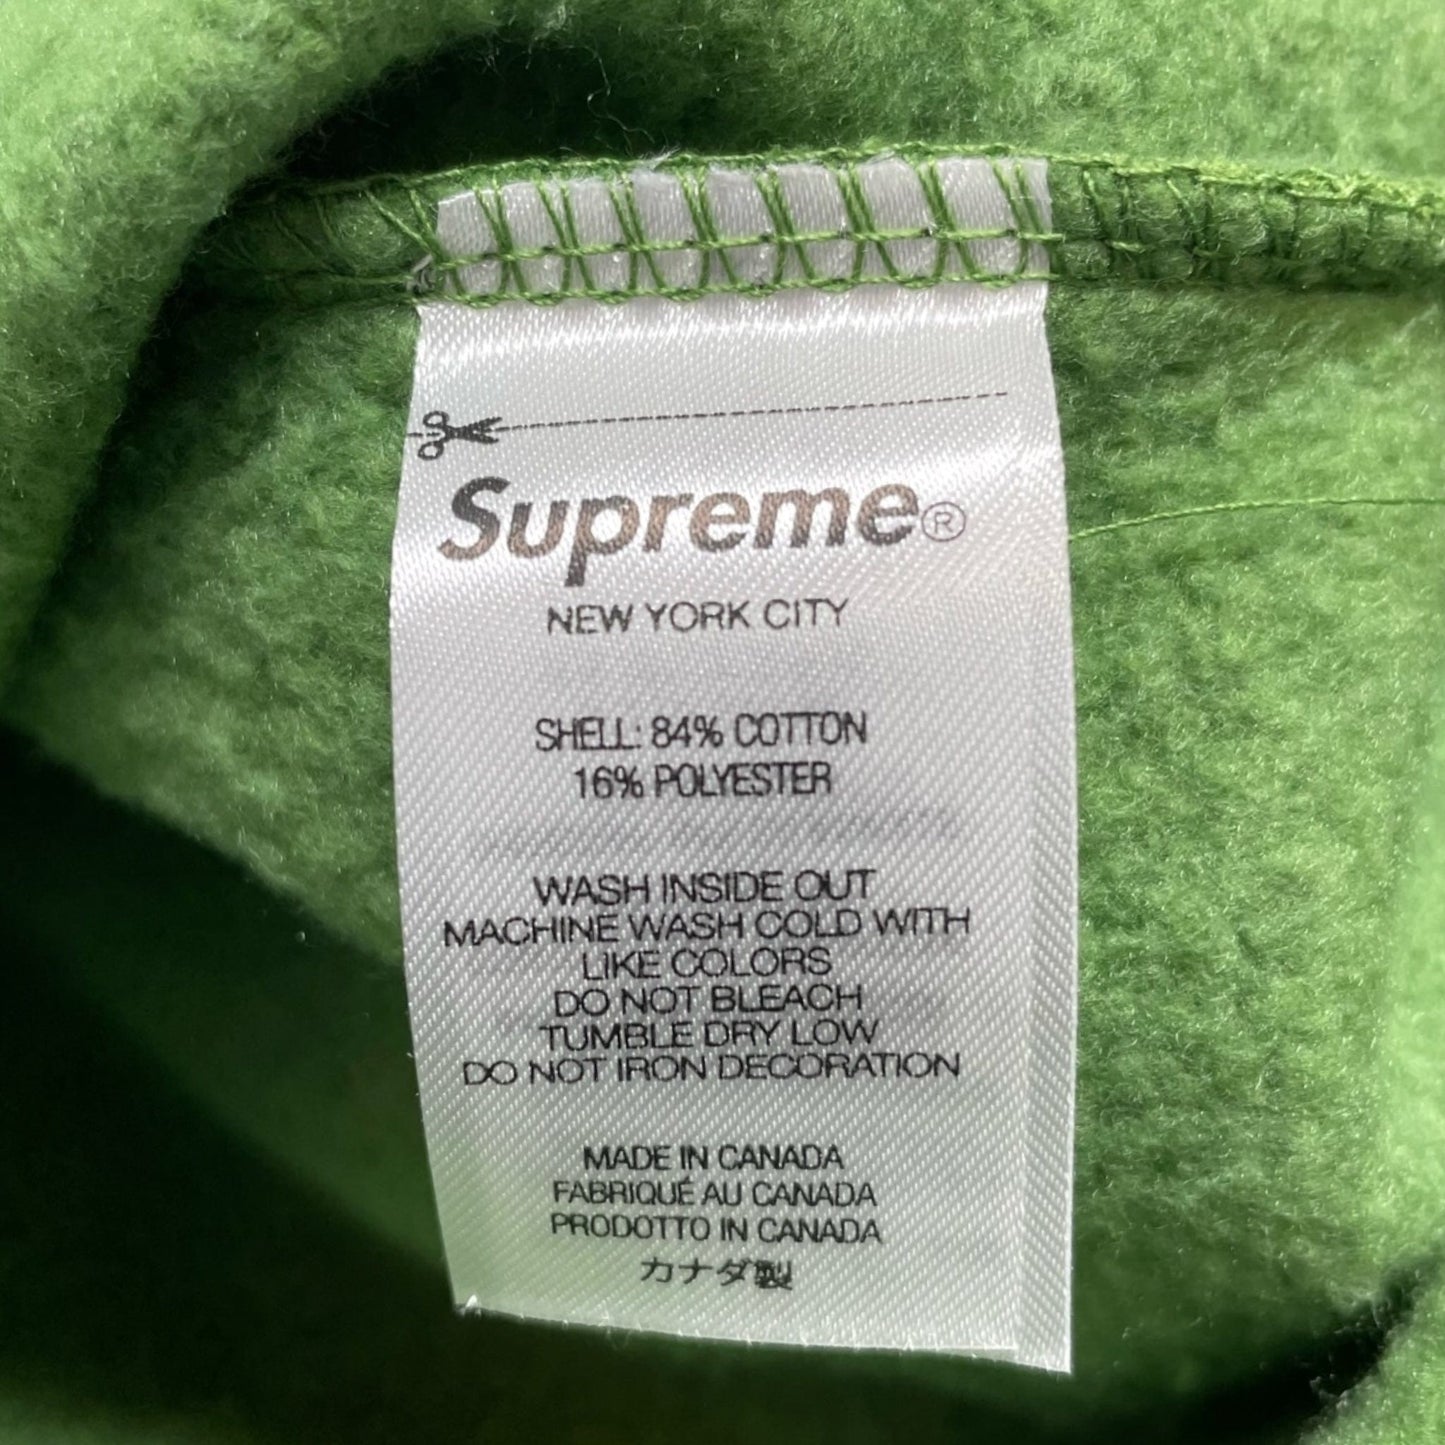 Supreme®
NEW YORK CITY
SHELL: 84% COTTON
16% POLYESTER
WASH INSIDE OUT
MACHINE WASH COLD WITH
LIKE COLORS
DO NOT BLEACH
TUMBLE DRY LOW
DO NOT IRON DECORATION
MADE IN CANADA
FABRIQUÉ AU CANADA
PRODOTTO IN CANADA
カナダ製